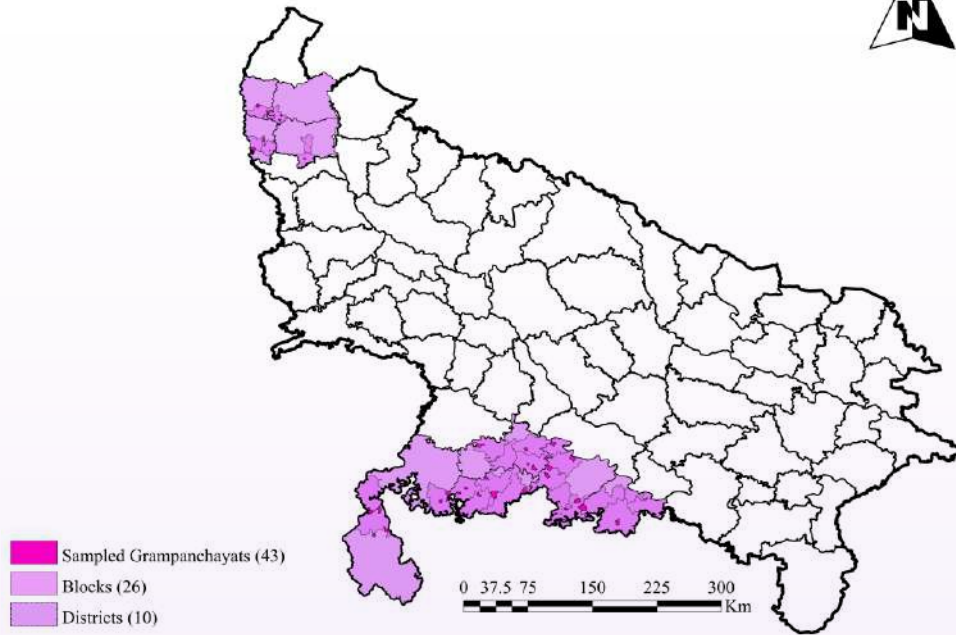 N
Sampled Grampanchayats (43)
Blocks (26)
Districts (10)
0 37.5 75 150 225 300
Km